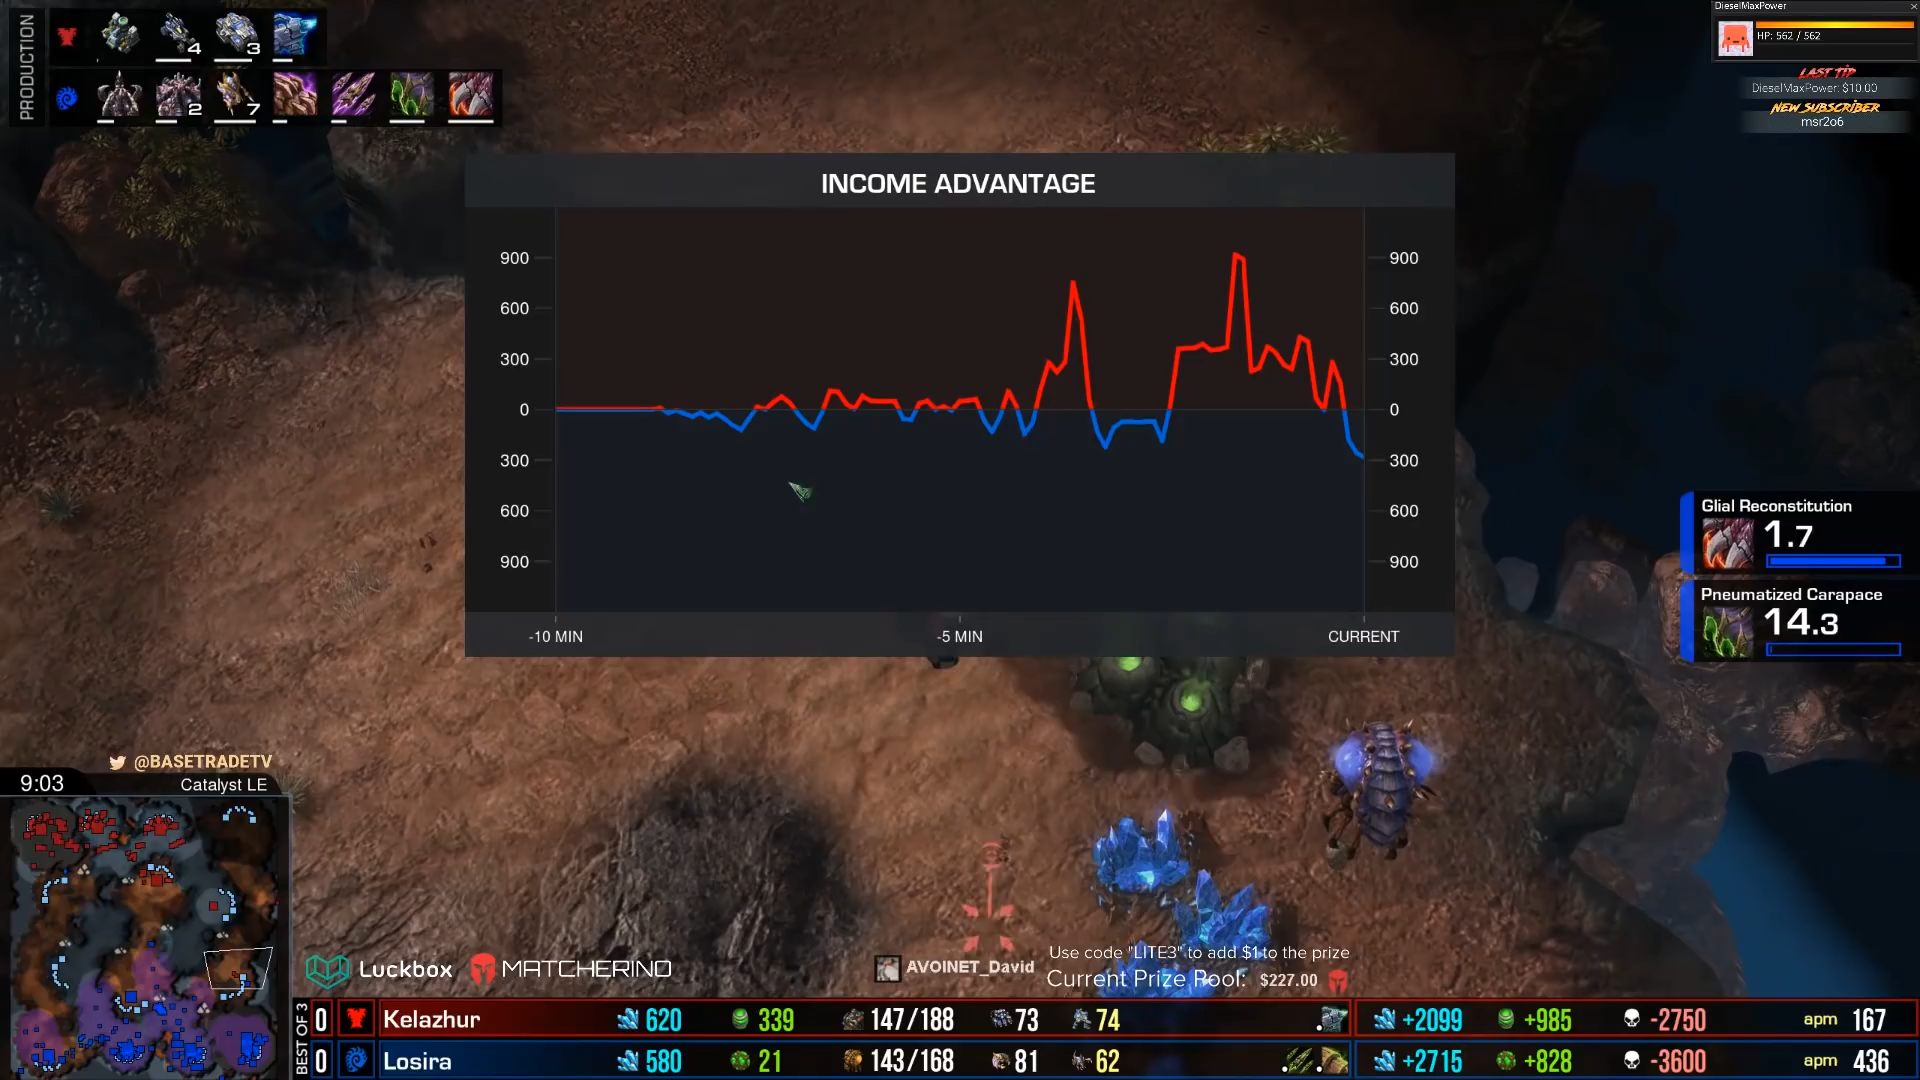 PRODUCTION
4
3
2
7
DieselMaxPower
HP: 562 / 562
LAST TIP
DieselMaxPower: $10.00
NEW SUBSCRIBER
msr2o6
INCOME ADVANTAGE
900
900
600
600
300
300
0
0
300
300
600
600
900
900
-10 MIN
-5 MIN
CURRENT
Glial Reconstitution
1.7
Pneumatized Carapace
14.3
@BASETRADETV
9:03
Catalyst LE
Luckbox
MATCHERINO
AVOINET_David
Use code "LITE3" to add $1 to the prize
Current Prize Pool: $227.00
BEST OF 3
0 Kelazhur 620 339 147/188 73 74 +2099 +985 -2750 apm 167
0 Losira 580 21 143/168 81 62 +2715 +828 -3600 apm 436